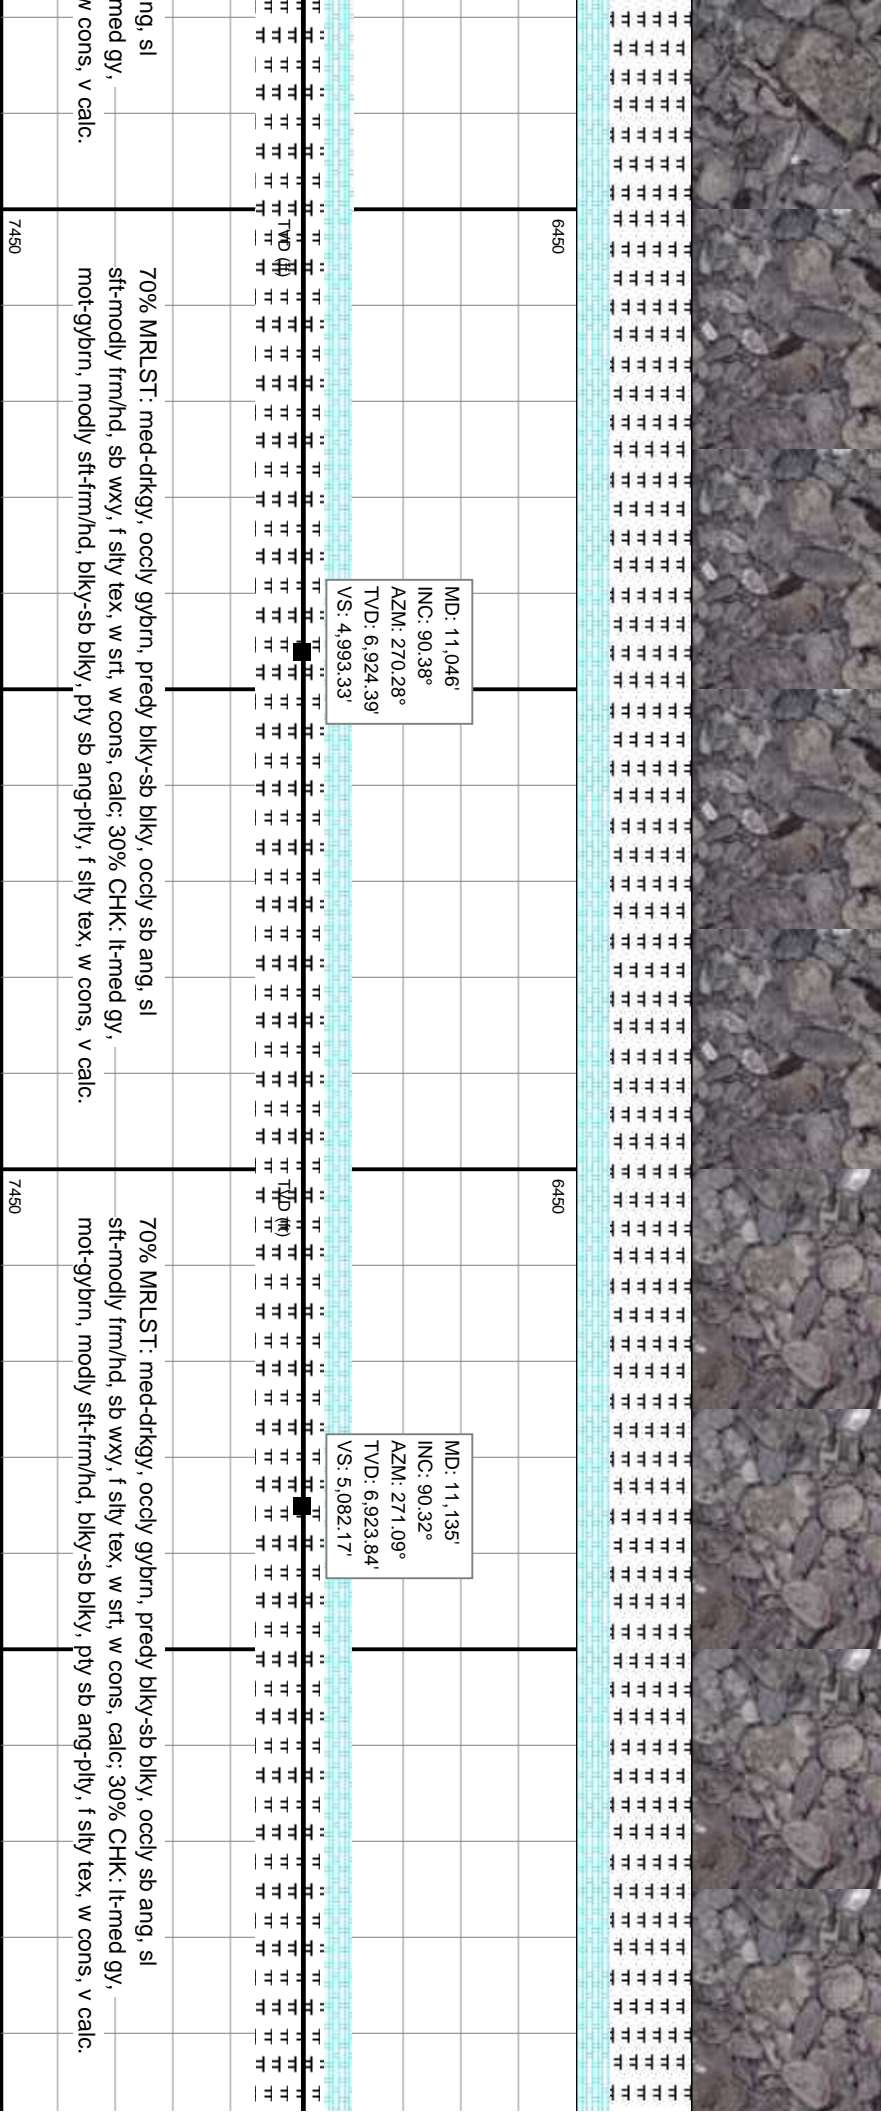 ng, sl
med gy,
w cons, v calc.
7450
TVD (ft)
6450
70% MRLST: med-drkgy, occly gybrn, predy blky-sb blky, occly sb ang, sl
sft-modly frm/hd, sb wxy, f slty tex, w srt, w cons, calc; 30% CHK: lt-med gy,
mot-gybrn, modly sft-frm/hd, blky-sb blky, pty sb ang-plty, f slty tex, w cons, v calc.
MD: 11,046'
INC: 90.38°
AZM: 270.28°
TVD: 6,924.39'
VS: 4,993.33'
7450
TVD (ft)
6450
70% MRLST: med-drkgy, occly gybrn, predy blky-sb blky, occly sb ang, sl
sft-modly frm/hd, sb wxy, f slty tex, w srt, w cons, calc; 30% CHK: lt-med gy,
mot-gybrn, modly sft-frm/hd, blky-sb blky, pty sb ang-plty, f slty tex, w cons, v calc.
MD: 11,135'
INC: 90.32°
AZM: 271.09°
TVD: 6,923.84'
VS: 5,082.17'